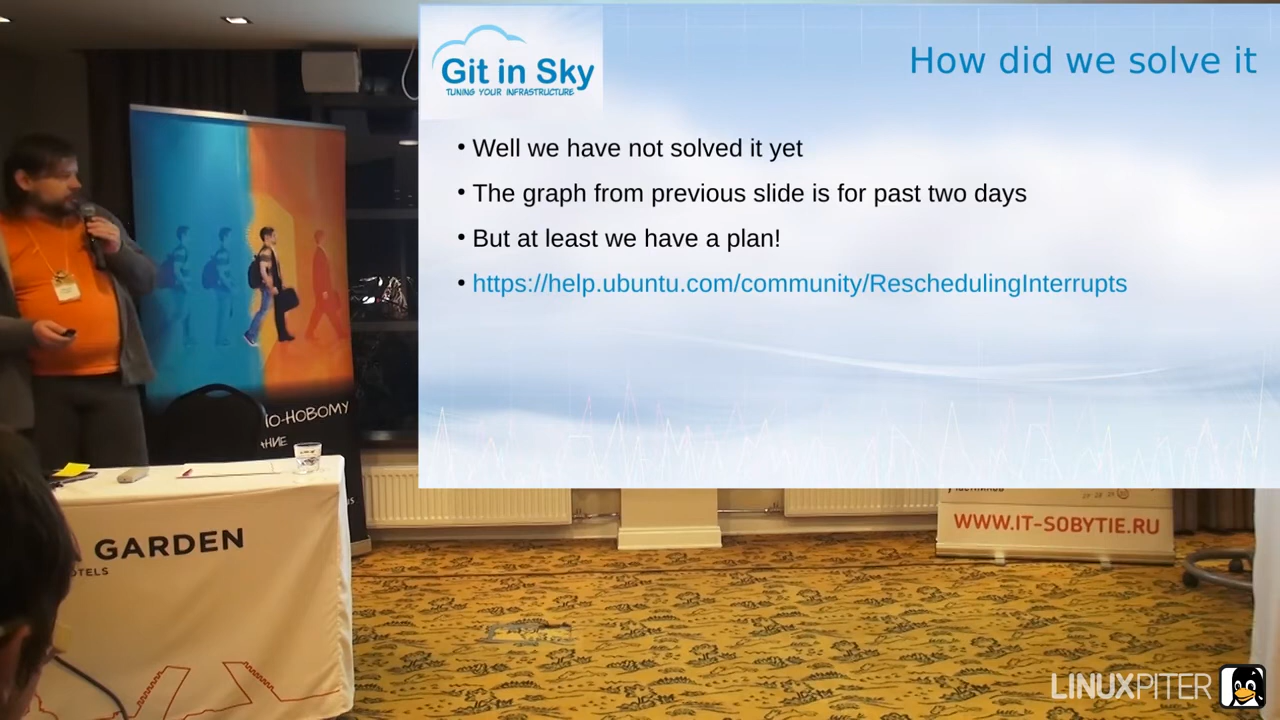 Git in Sky
TUNING YOUR INFRASTRUCTURE
How did we solve it
• Well we have not solved it yet
• The graph from previous slide is for past two days
• But at least we have a plan!
• https://help.ubuntu.com/community/ReschedulingInterrupts
ПО-НОВОМУ
GARDEN
WWW.IT-SOBYTIE.RU
LINUXPITER